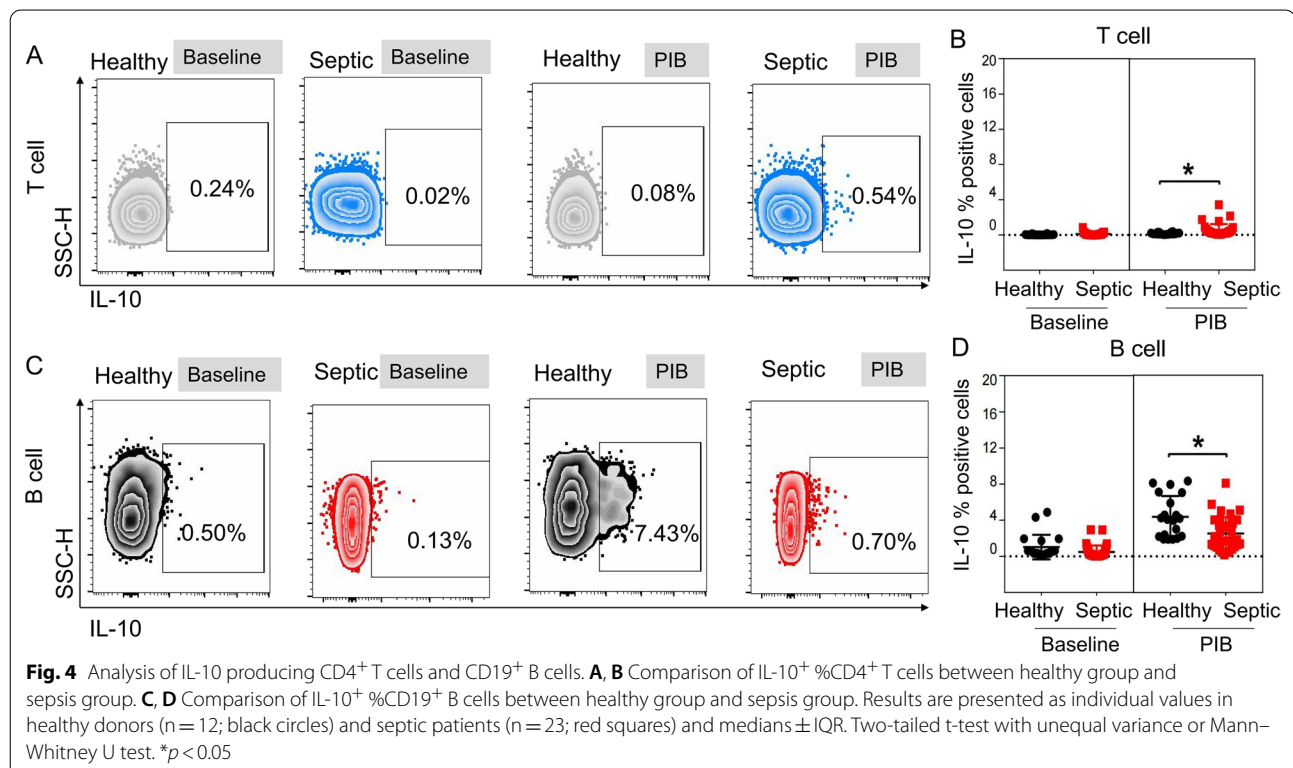 A
Healthy Baseline
Septic Baseline
Healthy PIB
Septic PIB
T cell
SSC-H
0.24%
0.02%
0.08%
0.54%
IL-10
B
T cell
IL-10 % positive cells
20
16
12
8
4
0
*
Healthy Septic Healthy Septic
Baseline PIB
C
Healthy Baseline
Septic Baseline
Healthy PIB
Septic PIB
B cell
SSC-H
0.50%
0.13%
7.43%
0.70%
IL-10
D
B cell
IL-10 % positive cells
20
16
12
8
4
0
*
Healthy Septic Healthy Septic
Baseline PIB
Fig. 4 Analysis of IL-10 producing CD4⁺ T cells and CD19⁺ B cells. A, B Comparison of IL-10⁺ %CD4⁺ T cells between healthy group and
sepsis group. C, D Comparison of IL-10⁺ %CD19⁺ B cells between healthy group and sepsis group. Results are presented as individual values in
healthy donors (n = 12; black circles) and septic patients (n = 23; red squares) and medians ± IQR. Two-tailed t-test with unequal variance or Mann–
Whitney U test. *p < 0.05